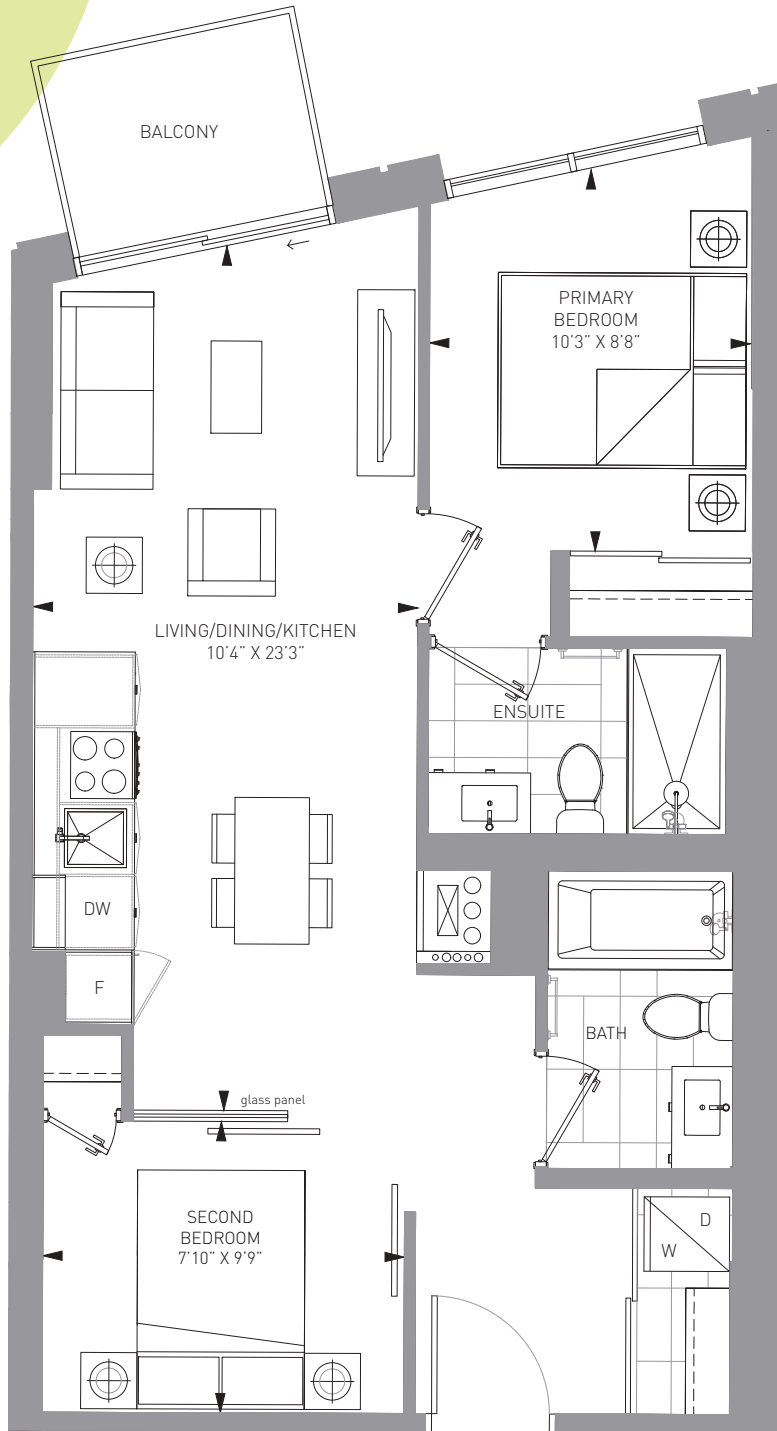 BALCONY
PRIMARY
BEDROOM
10'3" X 8'8"
LIVING/DINING/KITCHEN
10'4" X 23'3"
ENSUITE
DW
F
BATH
glass panel
SECOND
BEDROOM
7'10" X 9'9"
D
W